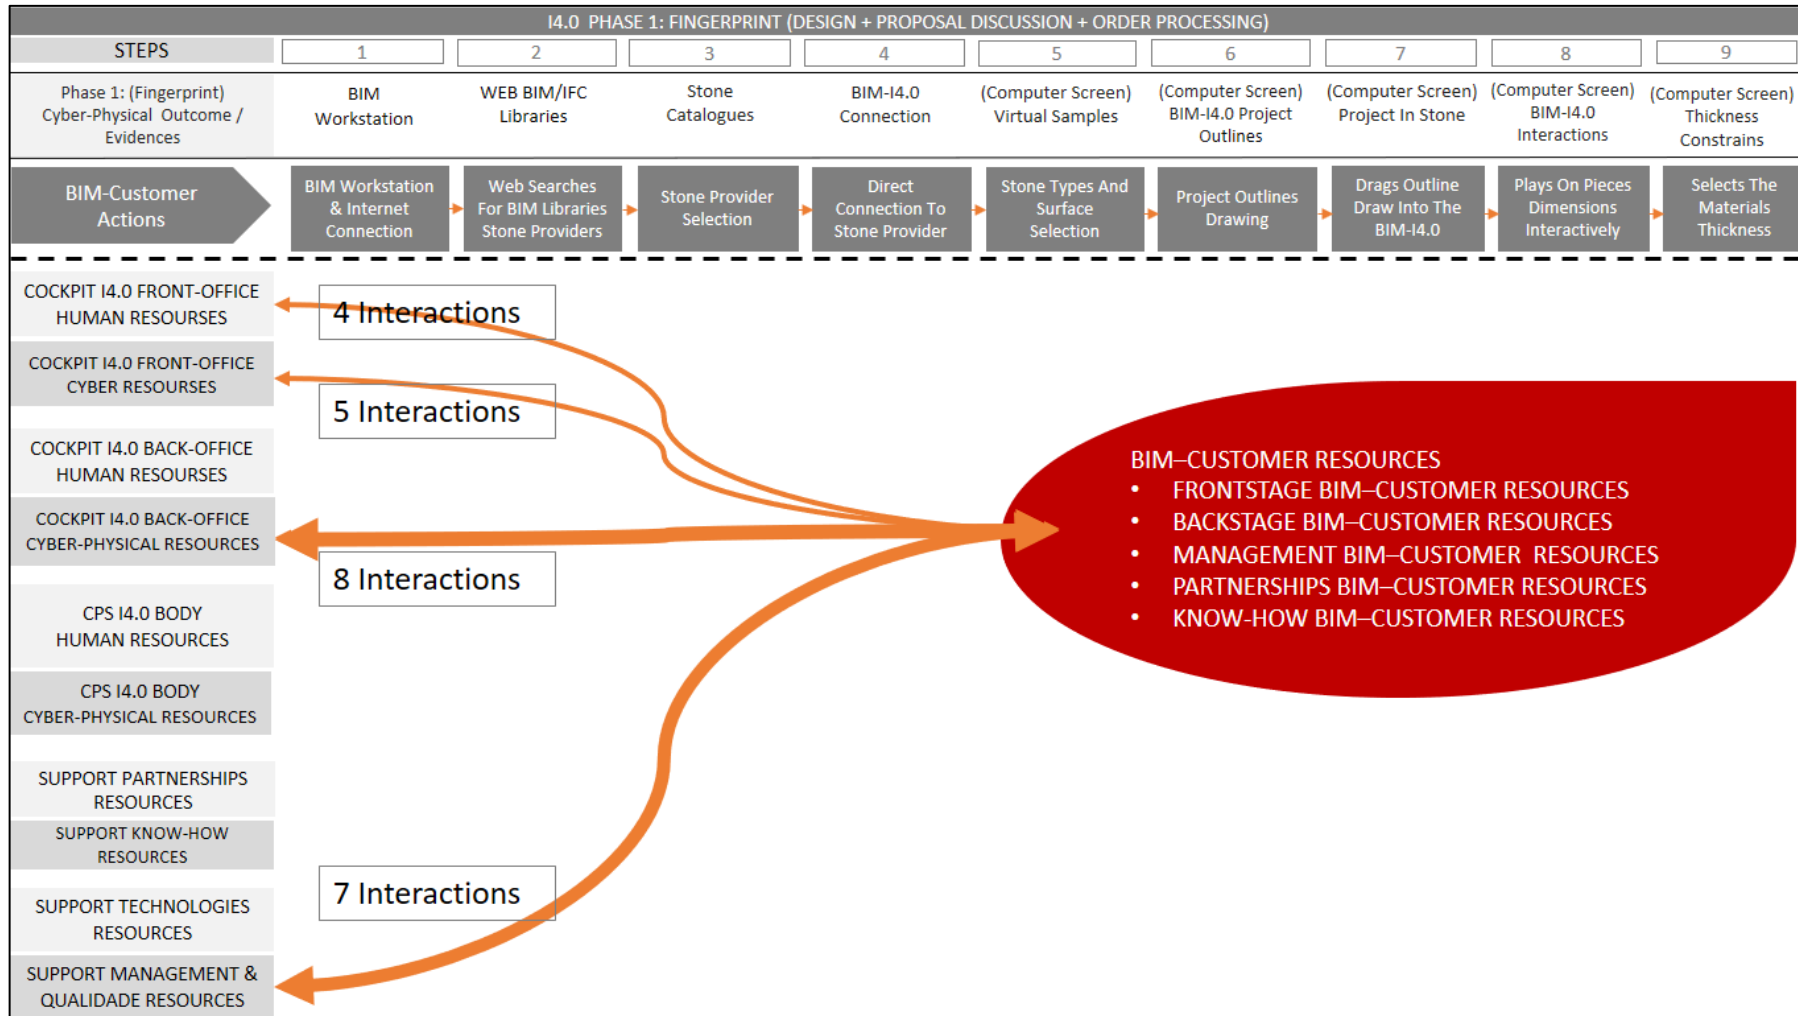 I4.0 PHASE 1: FINGERPRINT (DESIGN + PROPOSAL DISCUSSION + ORDER PROCESSING)
STEPS
1
2
3
4
5
6
7
8
9
Phase 1: (Fingerprint)
Cyber-Physical Outcome /
Evidences
BIM
Workstation
WEB BIM/IFC
Libraries
Stone
Catalogues
BIM-I4.0
Connection
(Computer Screen)
Virtual Samples
(Computer Screen)
BIM-I4.0 Project
Outlines
(Computer Screen)
Project In Stone
(Computer Screen)
BIM-I4.0
Interactions
(Computer Screen)
Thickness
Constrains
BIM-Customer
Actions
BIM Workstation
& Internet
Connection
Web Searches
For BIM Libraries
Stone Providers
Stone Provider
Selection
Direct
Connection To
Stone Provider
Stone Types And
Surface
Selection
Project Outlines
Drawing
Drags Outline
Draw Into The
BIM-I4.0
Plays On Pieces
Dimensions
Interactively
Selects The
Materials
Thickness
COCKPIT I4.0 FRONT-OFFICE
HUMAN RESOURSES
4 Interactions
COCKPIT I4.0 FRONT-OFFICE
CYBER RESOURSES
5 Interactions
COCKPIT I4.0 BACK-OFFICE
HUMAN RESOURSES
COCKPIT I4.0 BACK-OFFICE
CYBER-PHYSICAL RESOURCES
8 Interactions
CPS I4.0 BODY
HUMAN RESOURCES
CPS I4.0 BODY
CYBER-PHYSICAL RESOURCES
SUPPORT PARTNERSHIPS
RESOURCES
SUPPORT KNOW-HOW
RESOURCES
7 Interactions
SUPPORT TECHNOLOGIES
RESOURCES
SUPPORT MANAGEMENT &
QUALIDADE RESOURCES
BIM–CUSTOMER RESOURCES
• FRONTSTAGE BIM–CUSTOMER RESOURCES
• BACKSTAGE BIM–CUSTOMER RESOURCES
• MANAGEMENT BIM–CUSTOMER RESOURCES
• PARTNERSHIPS BIM–CUSTOMER RESOURCES
• KNOW-HOW BIM–CUSTOMER RESOURCES